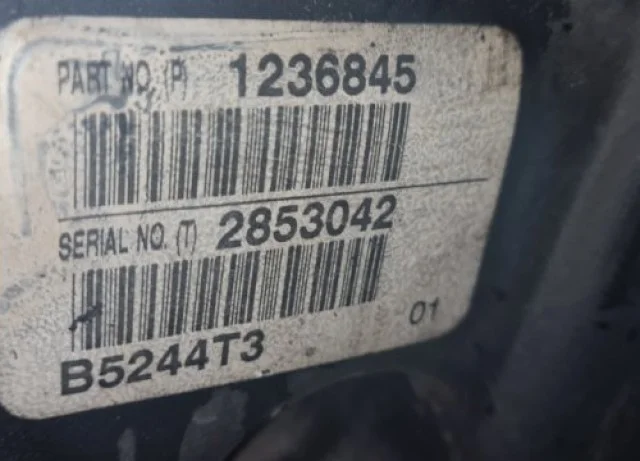 PART NO. (P) 1236845
SERIAL NO. (T) 2853042
B5244T3
01